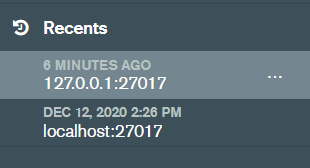 Recents
6 MINUTES AGO
127.0.0.1:27017
...
DEC 12, 2020 2:26 PM
localhost:27017